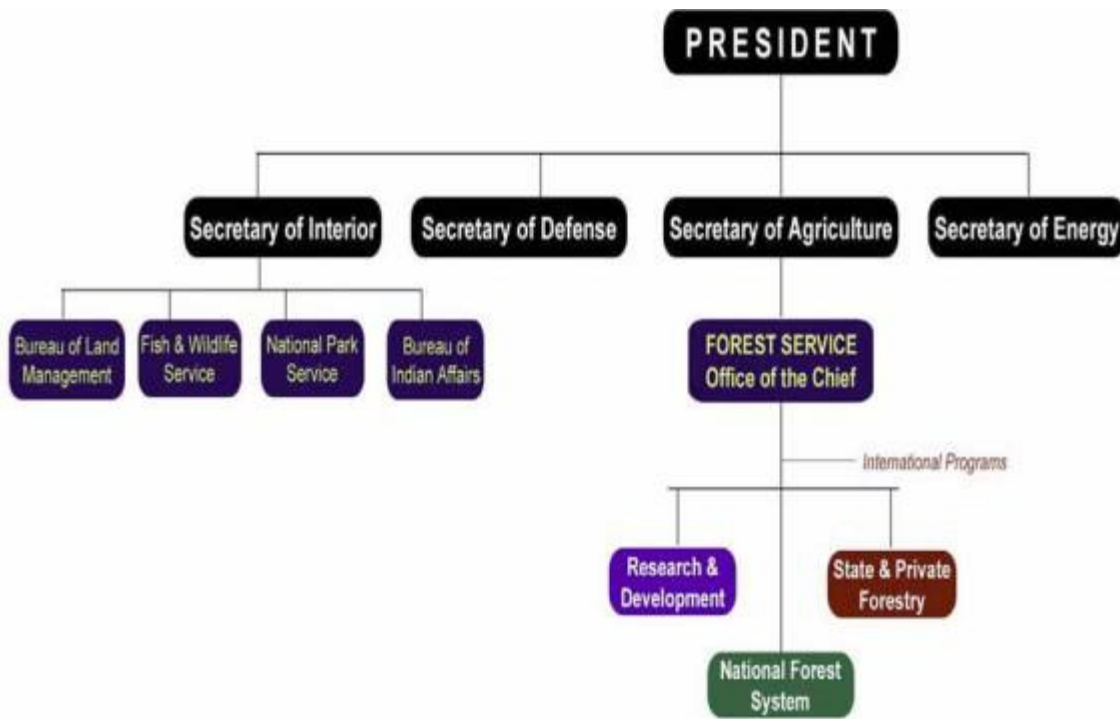 PRESIDENT
Secretary of Interior
Secretary of Defense
Secretary of Agriculture
Secretary of Energy
Bureau of Land
Management
Fish & Wildlife
Service
National Park
Service
Bureau of
Indian Affairs
FOREST SERVICE
Office of the Chief
International Programs
Research &
Development
State & Private
Forestry
National Forest
System